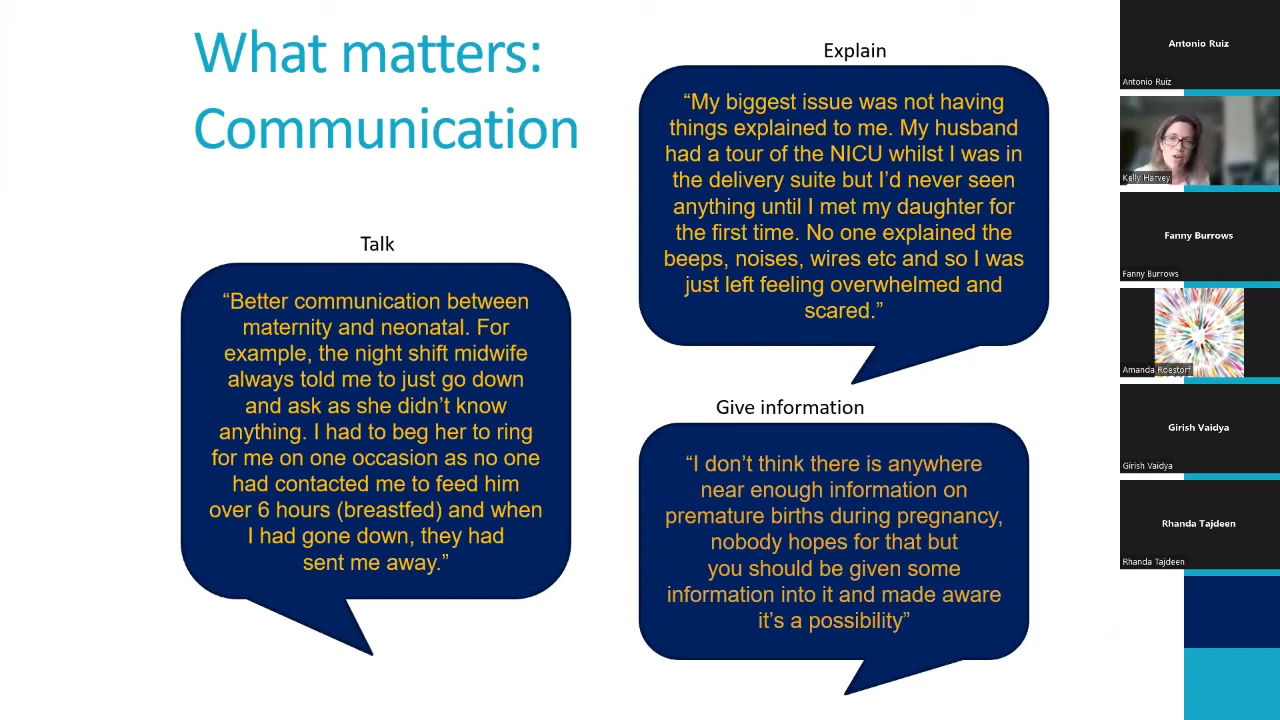 What matters:
Communication
Talk
“Better communication between
maternity and neonatal. For
example, the night shift midwife
always told me to just go down
and ask as she didn’t know
anything. I had to beg her to ring
for me on one occasion as no one
had contacted me to feed him
over 6 hours (breastfed) and when
I had gone down, they had
sent me away.”
Explain
“My biggest issue was not having
things explained to me. My husband
had a tour of the NICU whilst I was in
the delivery suite but I’d never seen
anything until I met my daughter for
the first time. No one explained the
beeps, noises, wires etc and so I was
just left feeling overwhelmed and
scared.”
Give information
“I don’t think there is anywhere
near enough information on
premature births during pregnancy,
nobody hopes for that but
you should be given some
information into it and made aware
it’s a possibility”
Antonio Ruiz
Antonio Ruiz
Kelly Harvey
Fanny Burrows
Fanny Burrows
Amanda Roestorf
Girish Vaidya
Girish Vaidya
Rhanda Tajdeen
Rhanda Tajdeen